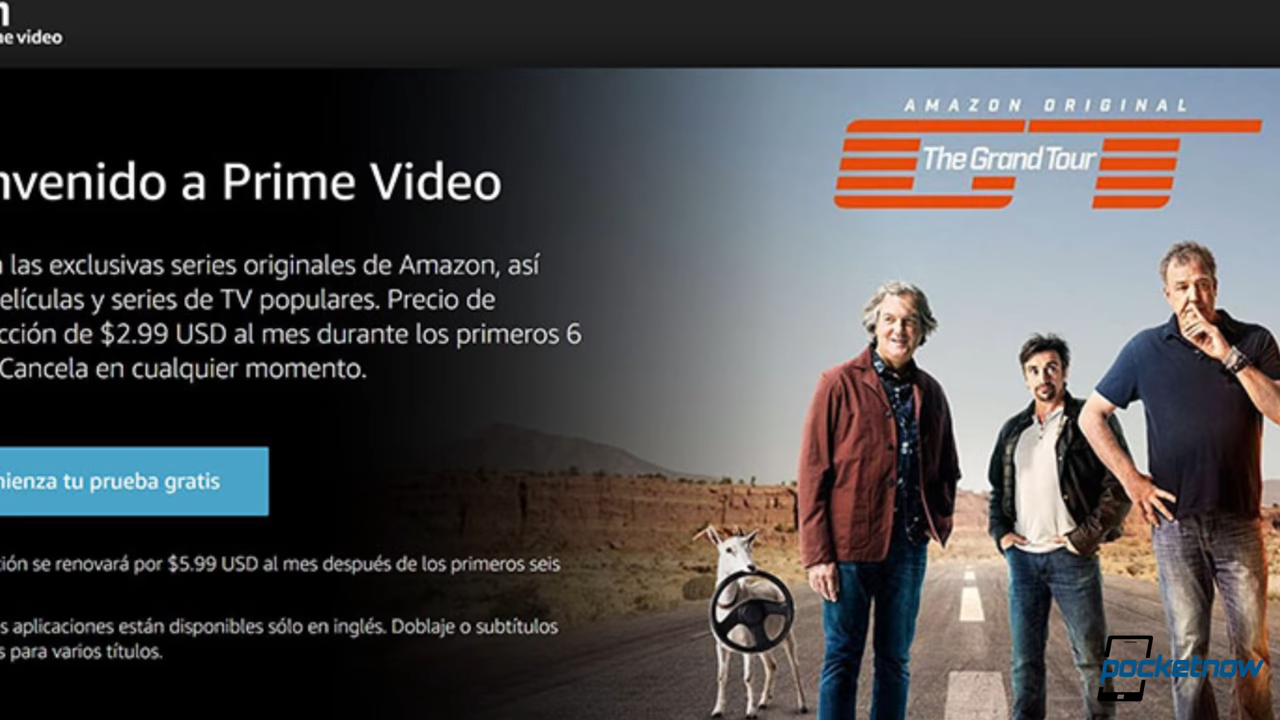 ne video
AMAZON ORIGINAL
The Grand Tour
nvenido a Prime Video
las exclusivas series originales de Amazon, así
elículas y series de TV populares. Precio de
cción de $2.99 USD al mes durante los primeros 6
Cancela en cualquier momento.
mienza tu prueba gratis
ión se renovará por $5.99 USD al mes después de los primeros seis
s aplicaciones están disponibles sólo en inglés. Doblaje o subtítulos
s para varios títulos.
pocketnow